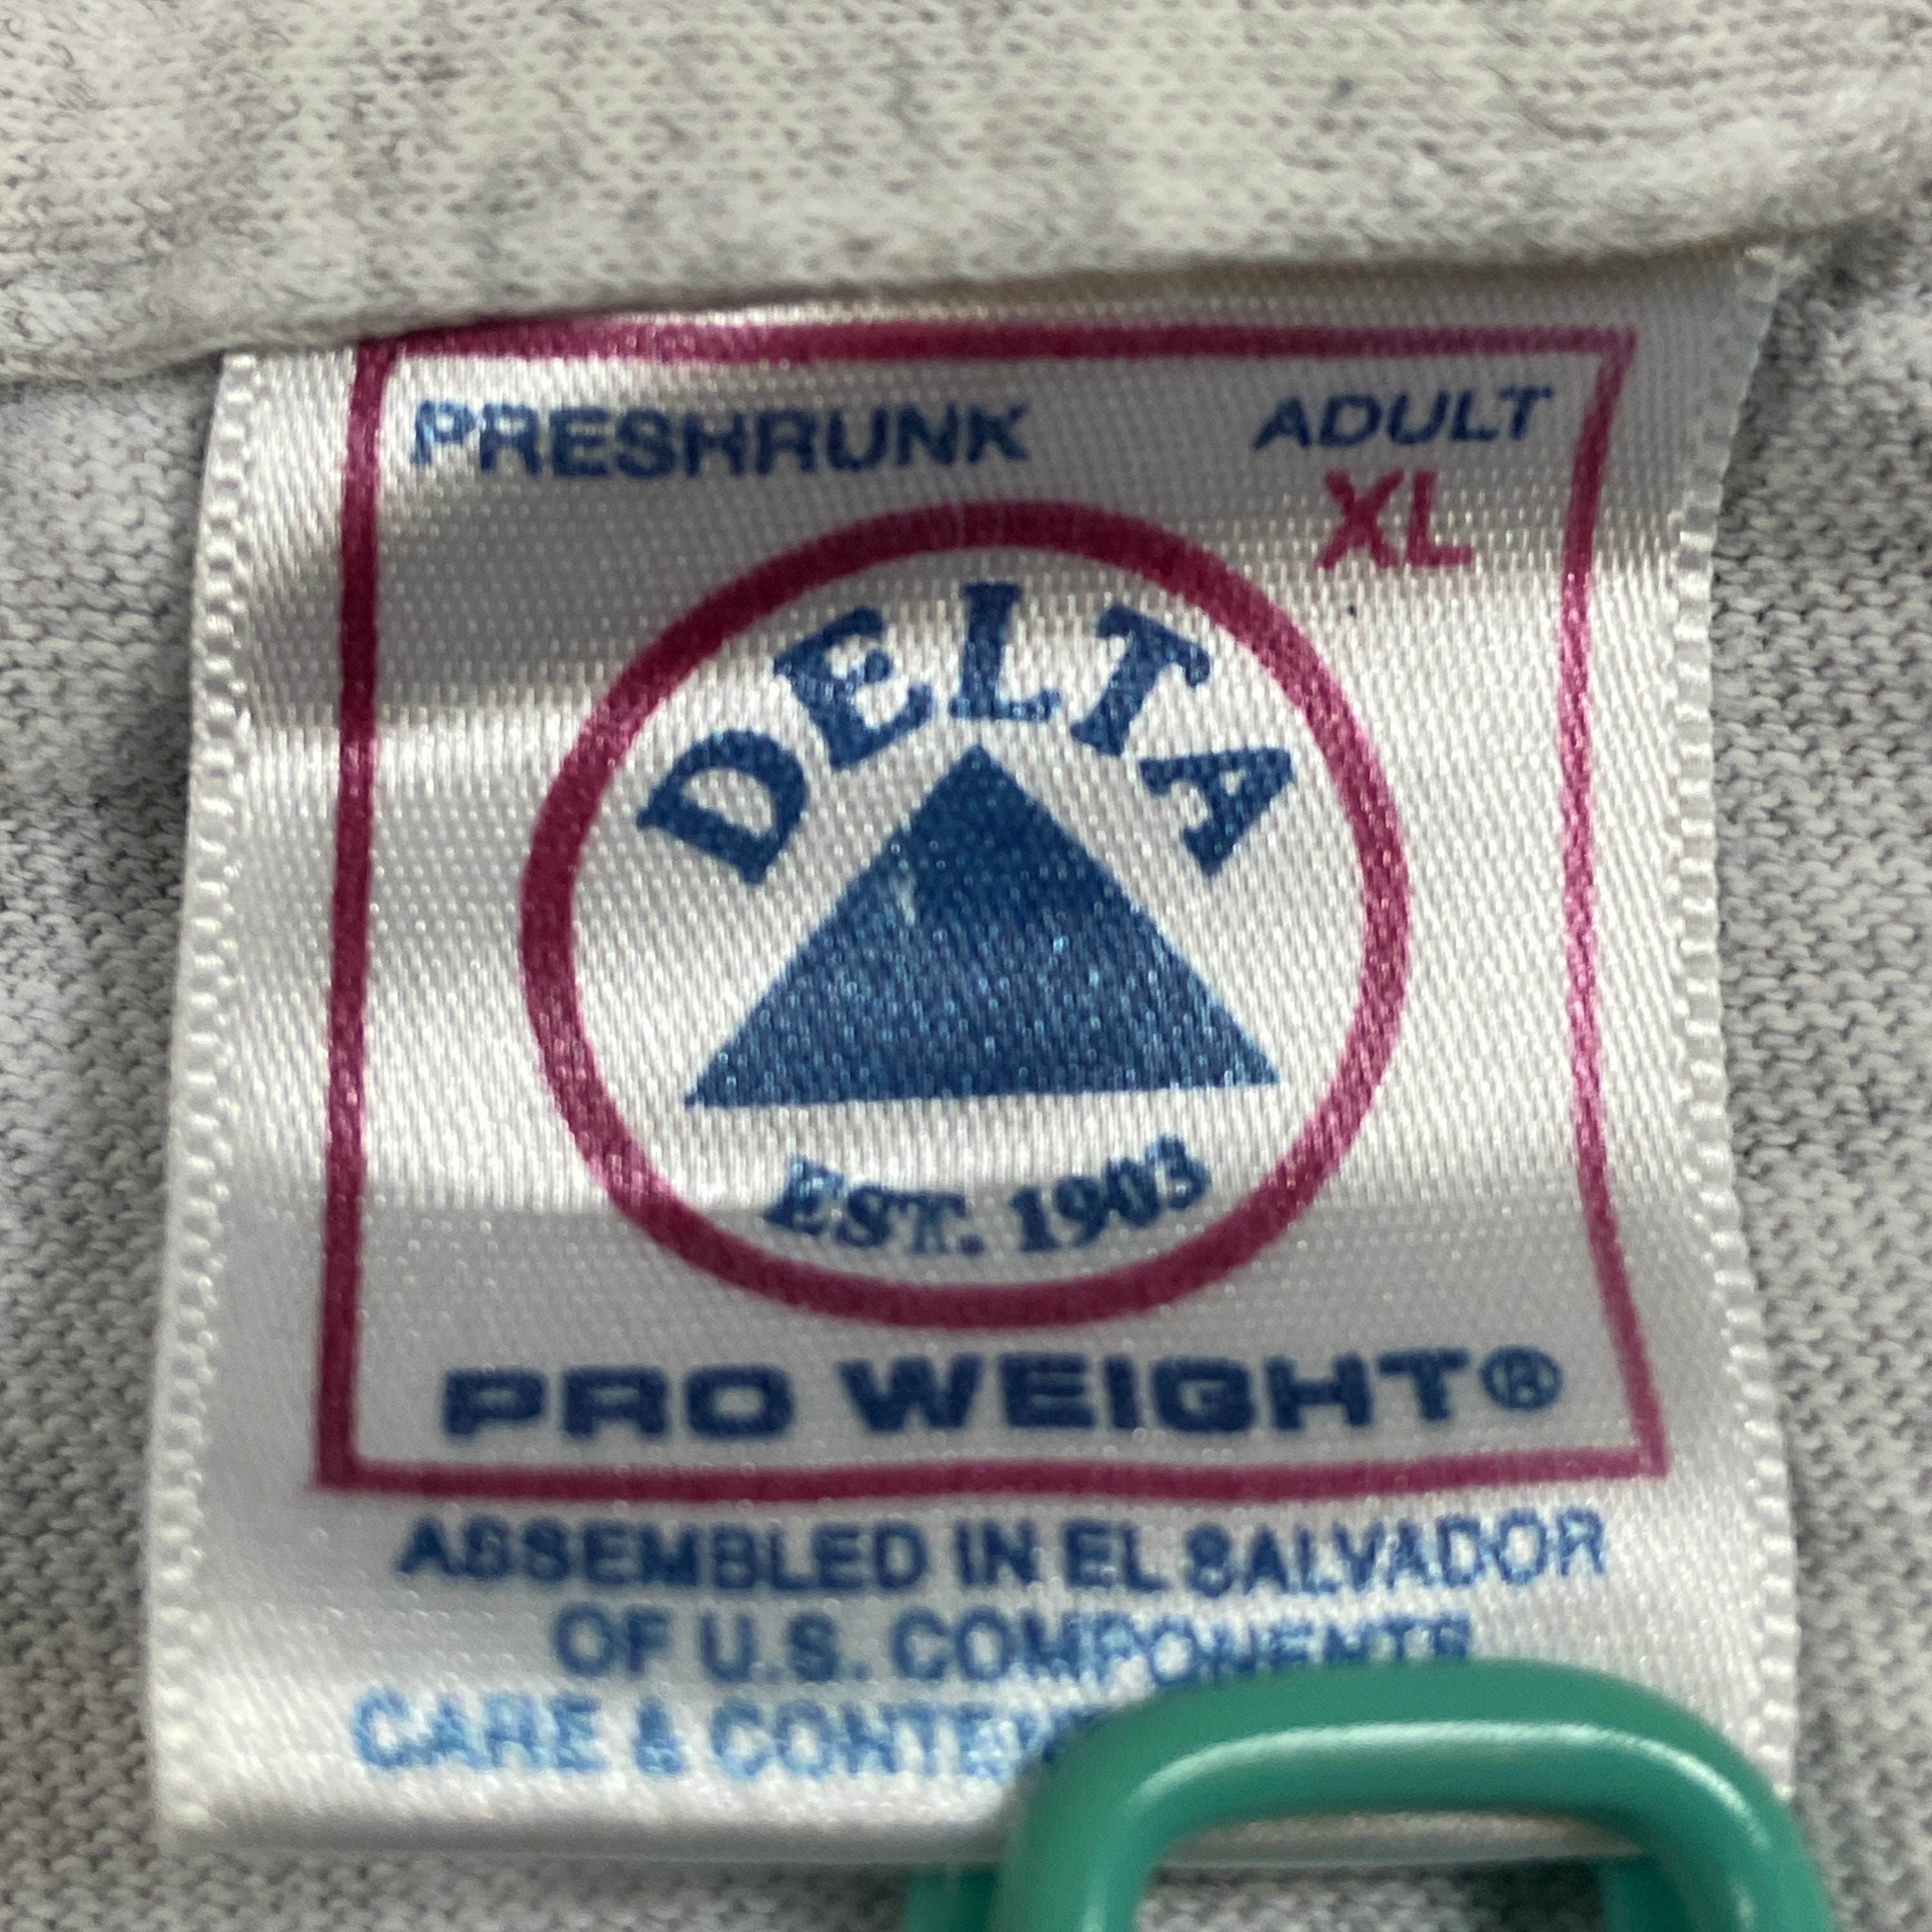 PRESHRUNK ADULT
XL
DELTA
EST. 1903
PRO WEIGHT®
ASSEMBLED IN EL SALVADOR
OF U.S. COMPONENTS
CARE &